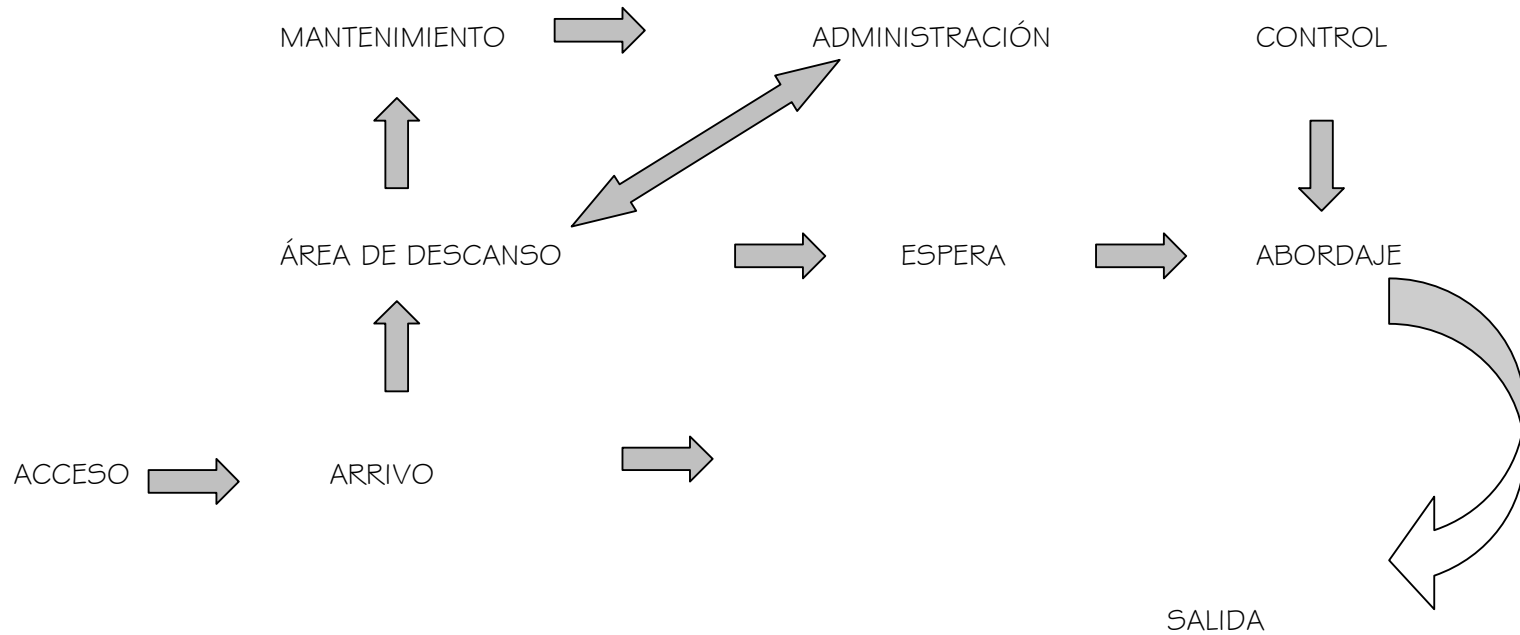 MANTENIMIENTO ADMINISTRACIÓN CONTROL
ÁREA DE DESCANSO ESPERA ABORDAJE
ACCESO ARRIVO
SALIDA